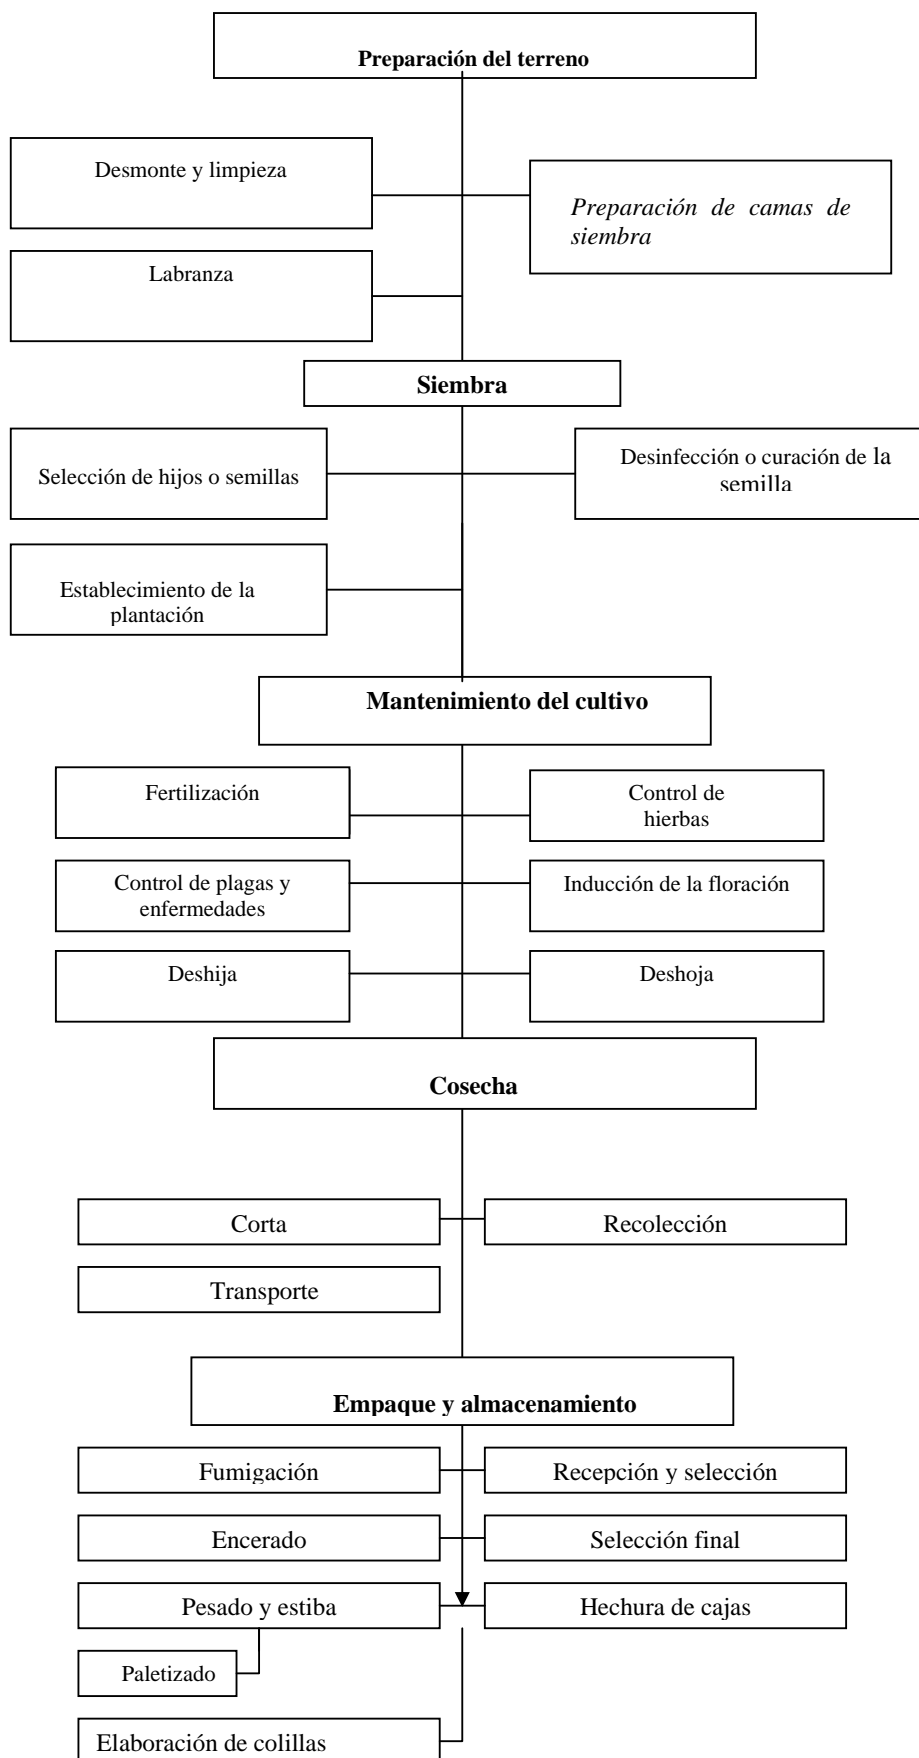 Preparación del terreno
Desmonte y limpieza
Preparación de camas de
siembra
Labranza
Siembra
Selección de hijos o semillas
Desinfección o curación de la
semilla
Establecimiento de la
plantación
Mantenimiento del cultivo
Fertilización
Control de
hierbas
Control de plagas y
enfermedades
Inducción de la floración
Deshija
Deshoja
Cosecha
Corta
Recolección
Transporte
Empaque y almacenamiento
Fumigación
Recepción y selección
Encerado
Selección final
Pesado y estiba
Hechura de cajas
Paletizado
Elaboración de colillas